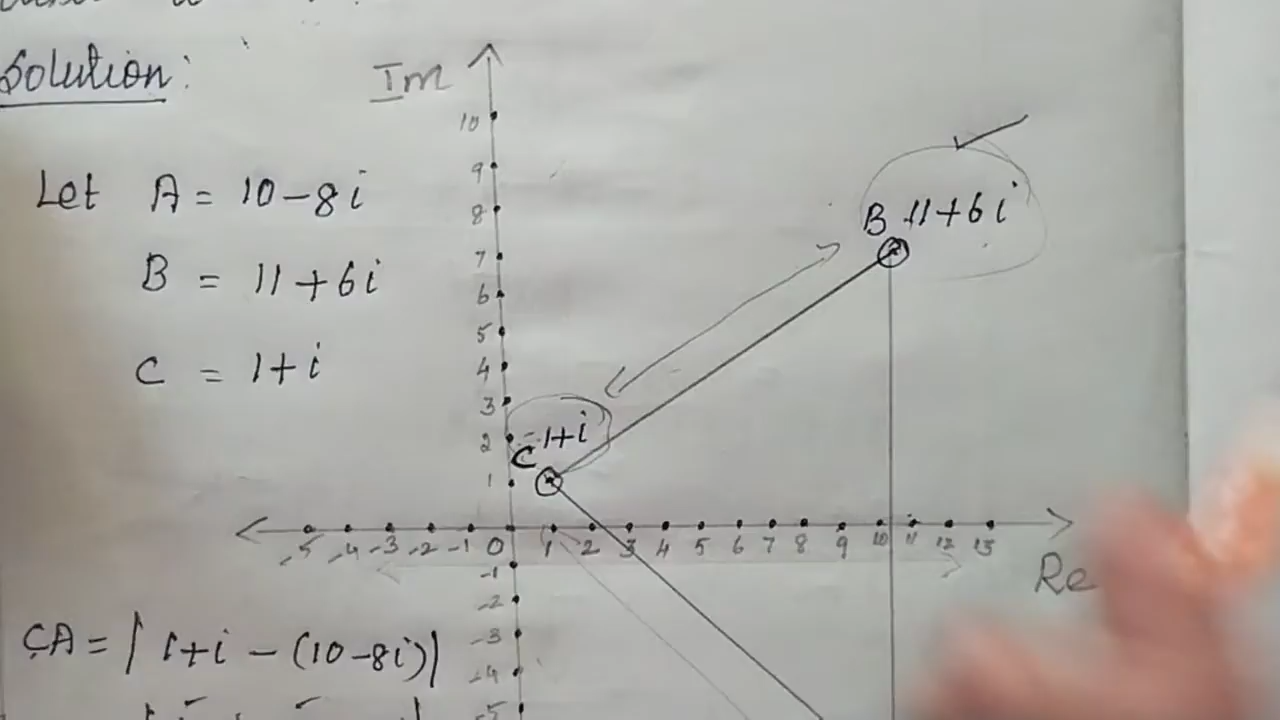 Solution:
Im
10
9
8
7
6
5
4
3
2
1
Let A = 10-8i
B = 11+6i
C = 1+i
B 11+6i
C 1+i
-5 -4 -3 -2 -1 0 1 2 3 4 5 6 7 8 9 10 11 12 13
Re
-1
-2
-3
-4
-5
CA = |1+i-(10-8i)|